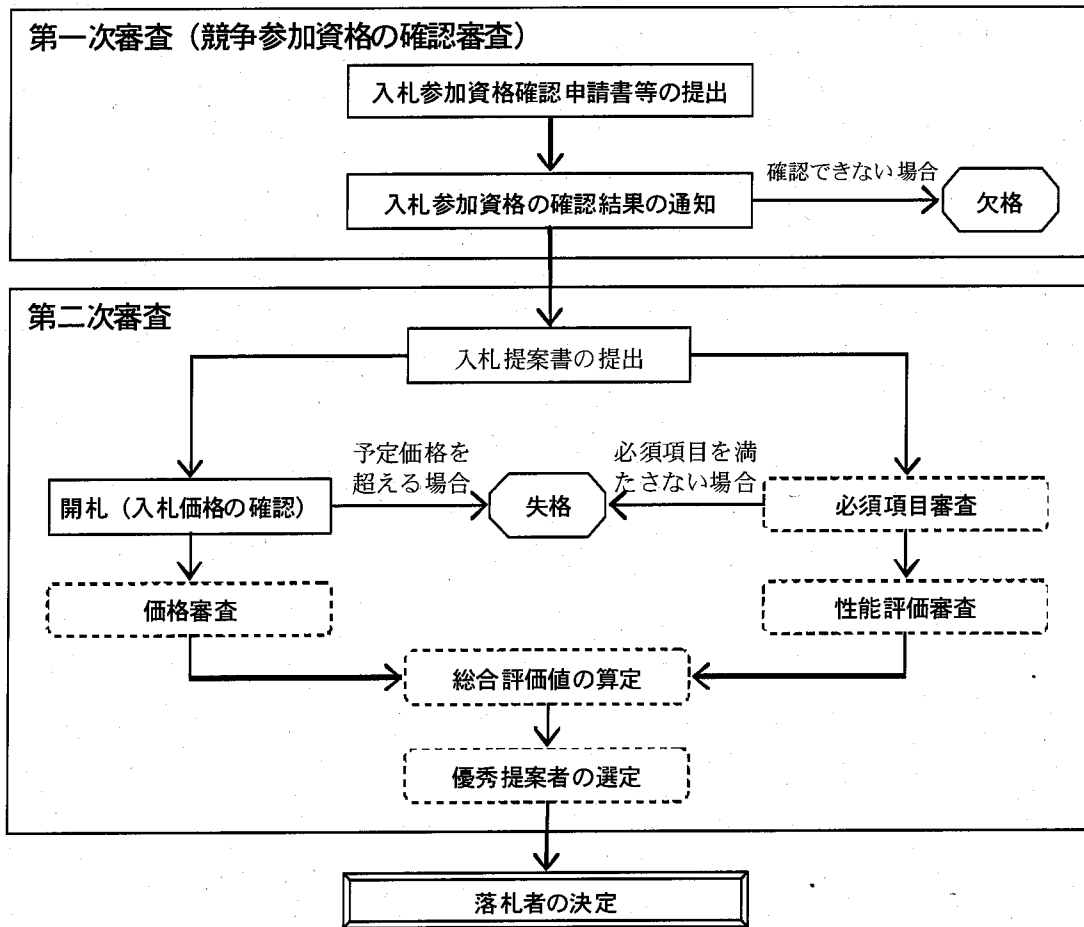 第一次審査（競争参加資格の確認審査）
入札参加資格確認申請書等の提出
確認できない場合
入札参加資格の確認結果の通知
欠格
第二次審査
入札提案書の提出
予定価格を
超える場合
必須項目を満
たさない場合
開札（入札価格の確認）
失格
必須項目審査
価格審査
性能評価審査
総合評価値の算定
優秀提案者の選定
落札者の決定